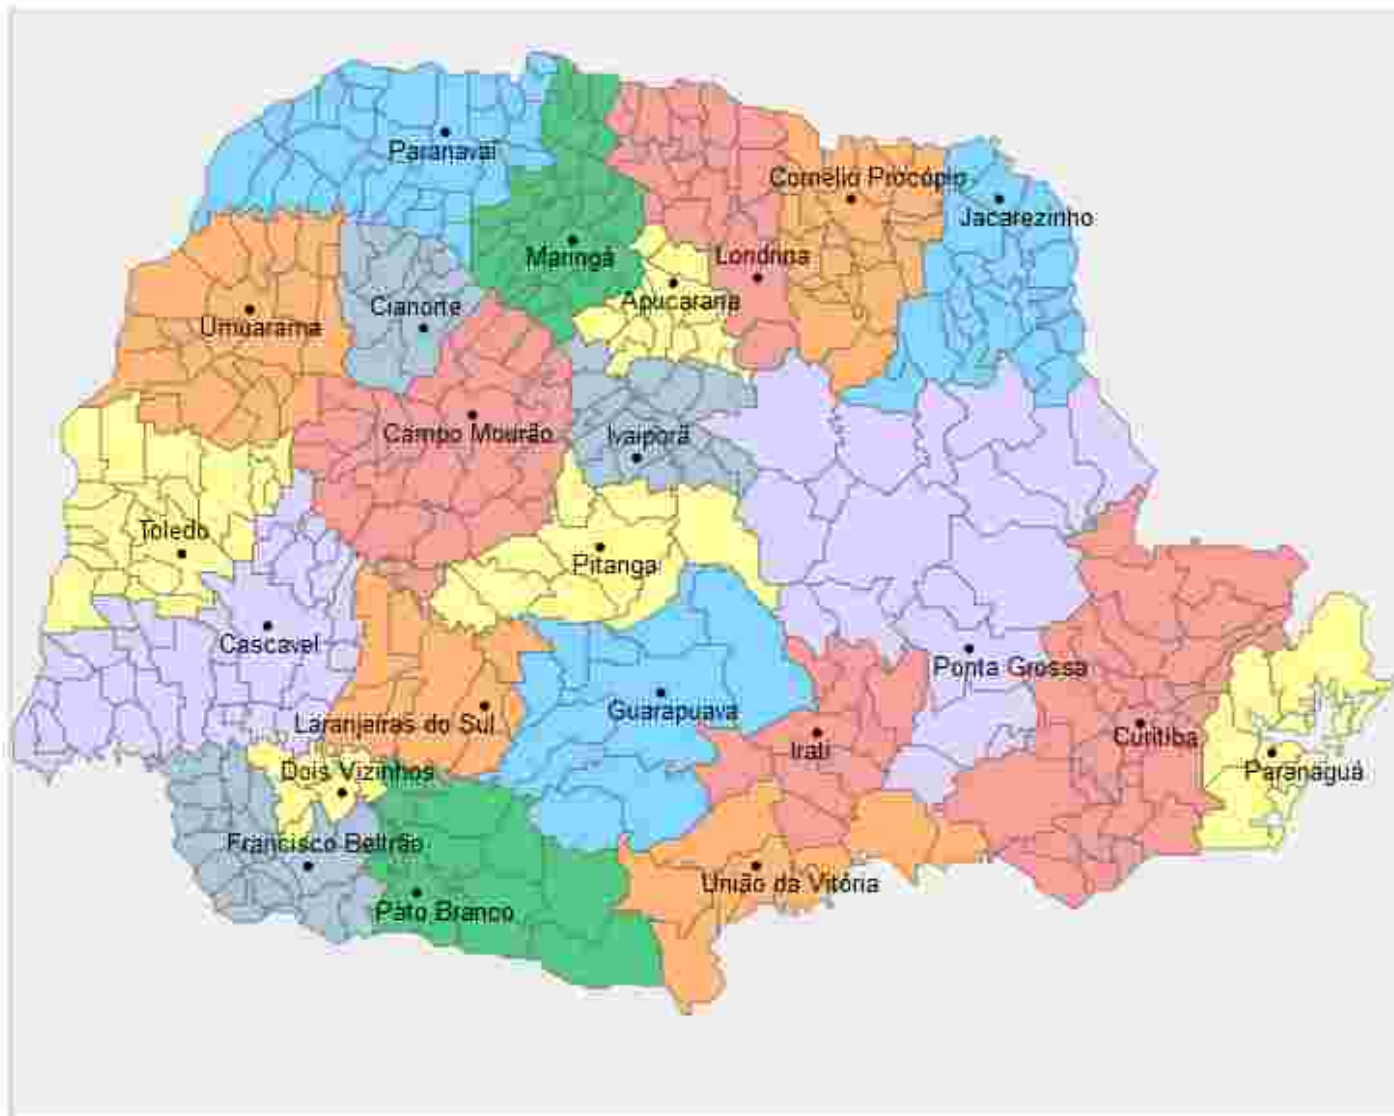 Paranavaí
Cornélio Procópio
Jacarezinho
Maringá
Londrina
Apucarana
Cianorte
Umuarama
Campo Mourão
Ivaiporã
Toledo
Pitanga
Cascavel
Ponta Grossa
Guarapuava
Laranjeiras do Sul
Curitiba
Irati
Dois Vizinhos
Paranaguá
Francisco Beltrão
União da Vitória
Pato Branco